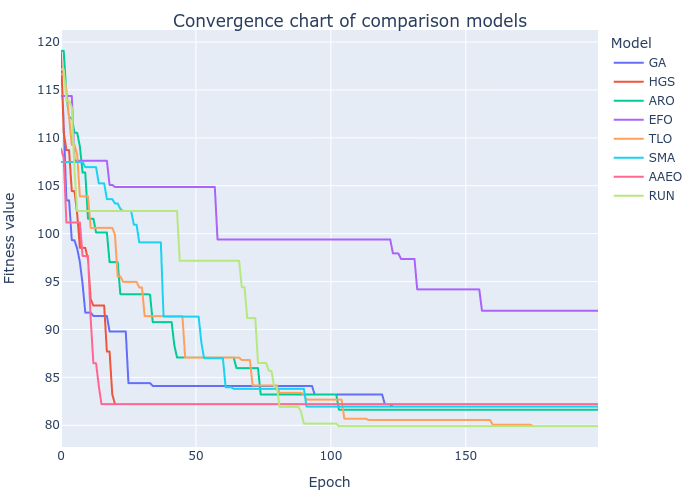 Convergence chart of comparison models
Model
GA
HGS
ARO
EFO
TLO
SMA
AAEO
RUN
Fitness value
120
115
110
105
100
95
90
85
80
0
50
100
150
Epoch